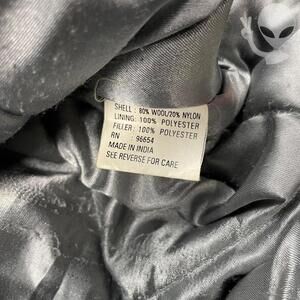 SHELL : 80% WOOL/20% NYLON
LINING: 100% POLYESTER
FILLER: 100% POLYESTER
RN : 96654
MADE IN INDIA
SEE REVERSE FOR CARE